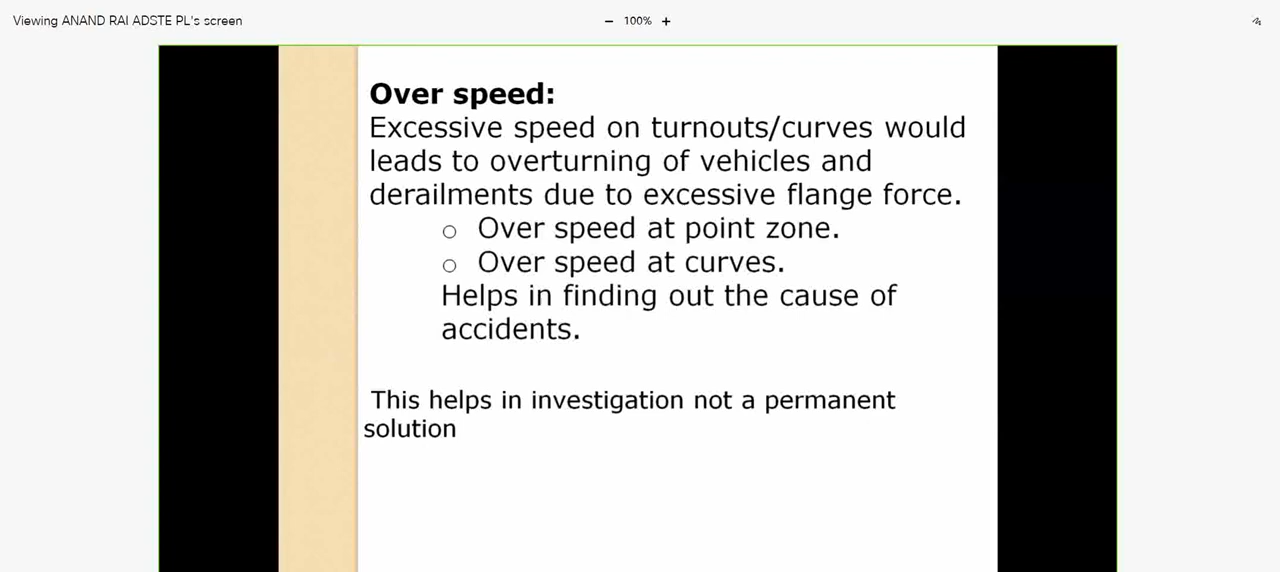 Viewing ANAND RAI ADSTE PL's screen
− 100% +
Over speed:
Excessive speed on turnouts/curves would
leads to overturning of vehicles and
derailments due to excessive flange force.
○ Over speed at point zone.
○ Over speed at curves.
Helps in finding out the cause of
accidents.
This helps in investigation not a permanent
solution